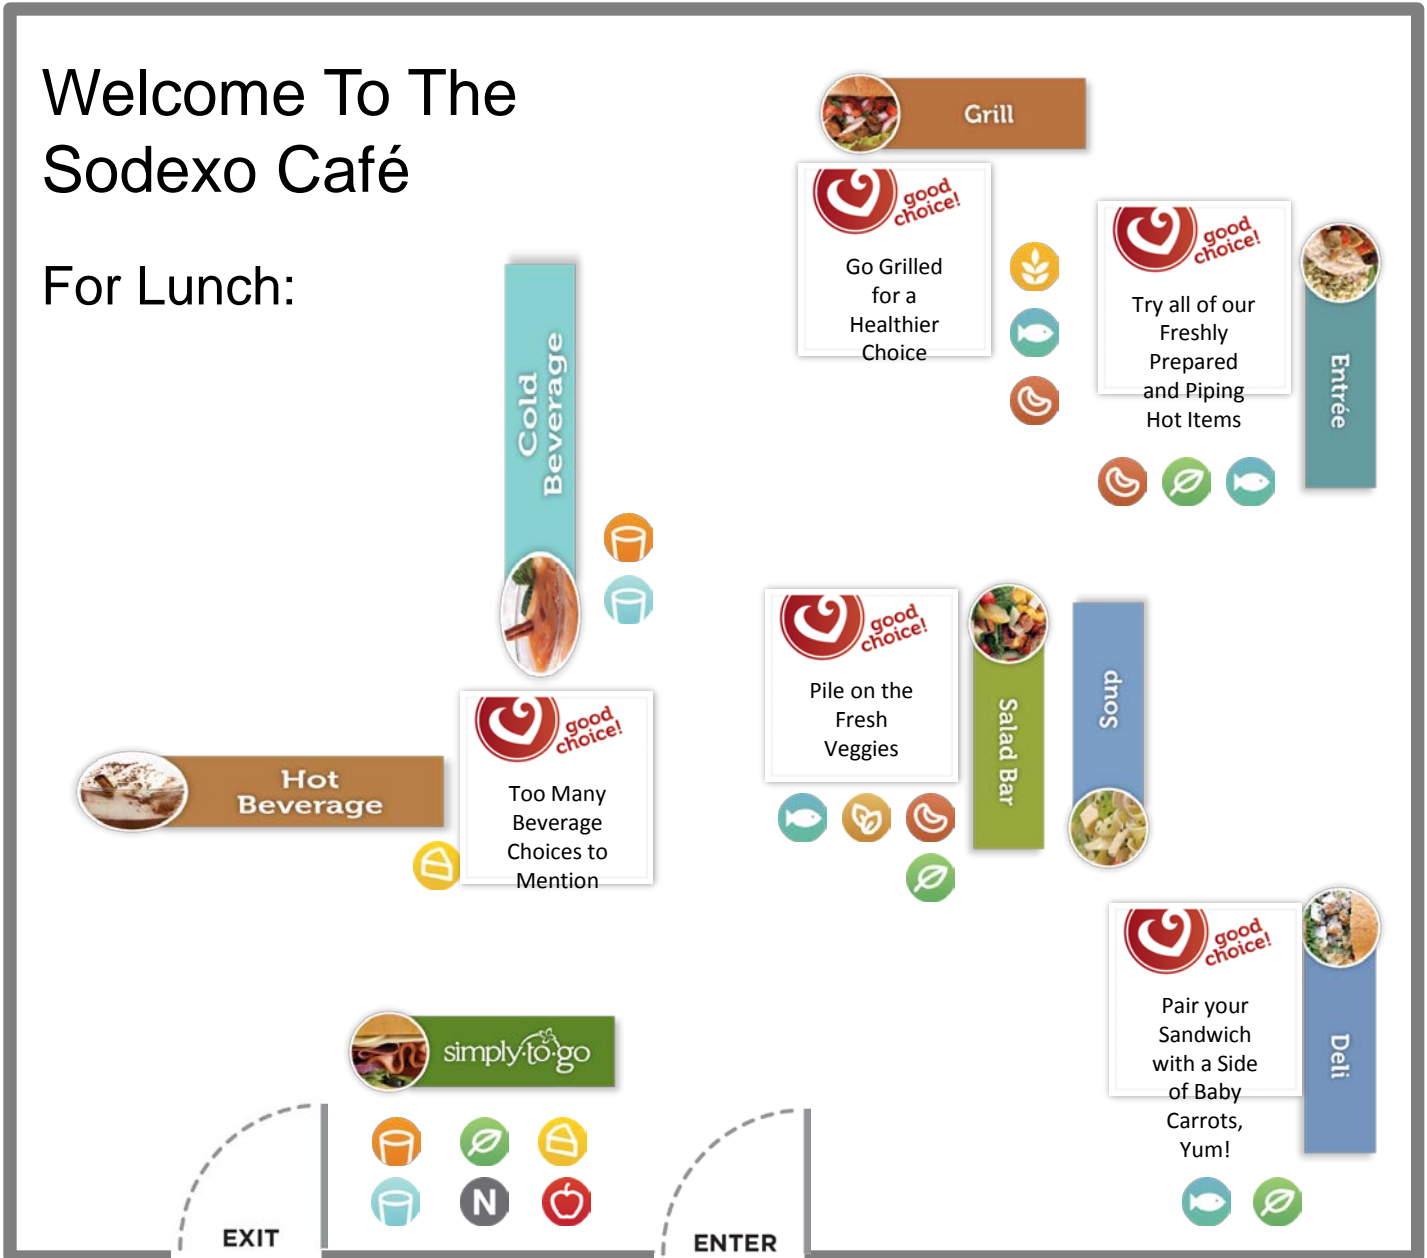 Welcome To The
Sodexo Café
For Lunch:
Grill
good
choice!
Go Grilled
for a
Healthier
Choice
good
choice!
Try all of our
Freshly
Prepared
and Piping
Hot Items
Entrée
Cold
Beverage
good
choice!
Pile on the
Fresh
Veggies
Salad Bar
Soup
Hot
Beverage
good
choice!
Too Many
Beverage
Choices to
Mention
good
choice!
Pair your
Sandwich
with a Side
of Baby
Carrots,
Yum!
Deli
simply·to·go
N
EXIT
ENTER